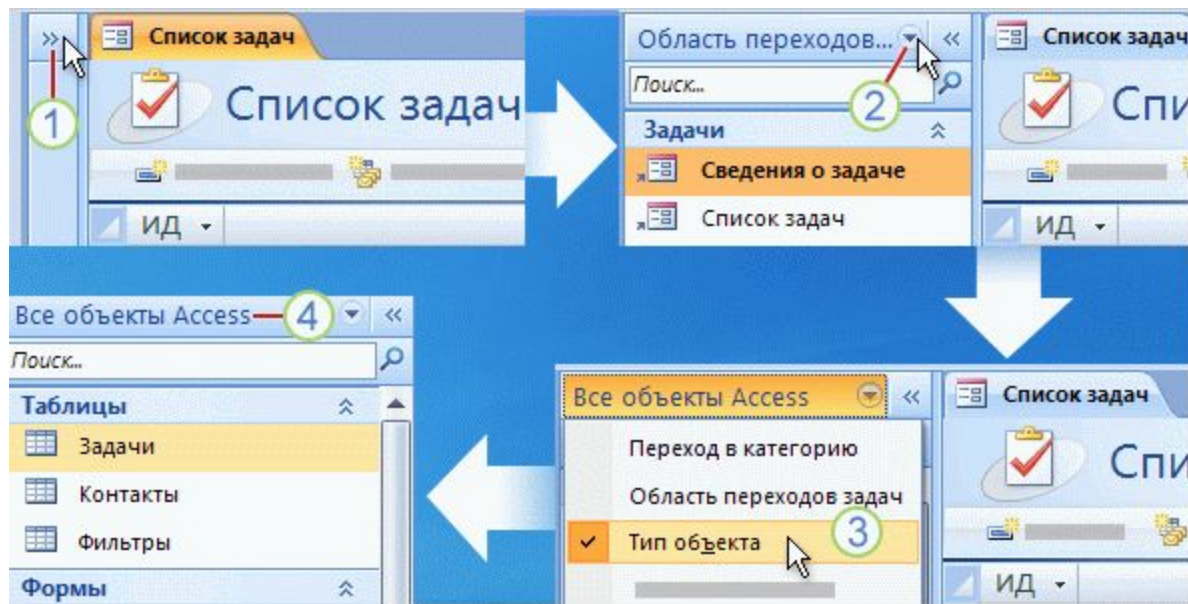 Список задач
1
Список задач
ИД
Область переходов...
Список задач
Поиск...
2
Спи
Задачи
Сведения о задаче
Список задач
ИД
Все объекты Access
4
Поиск...
Таблицы
Задачи
Контакты
Фильтры
Формы
Все объекты Access
Список задач
Переход в категорию
Область переходов задач
Тип объекта
3
Спи
ИД